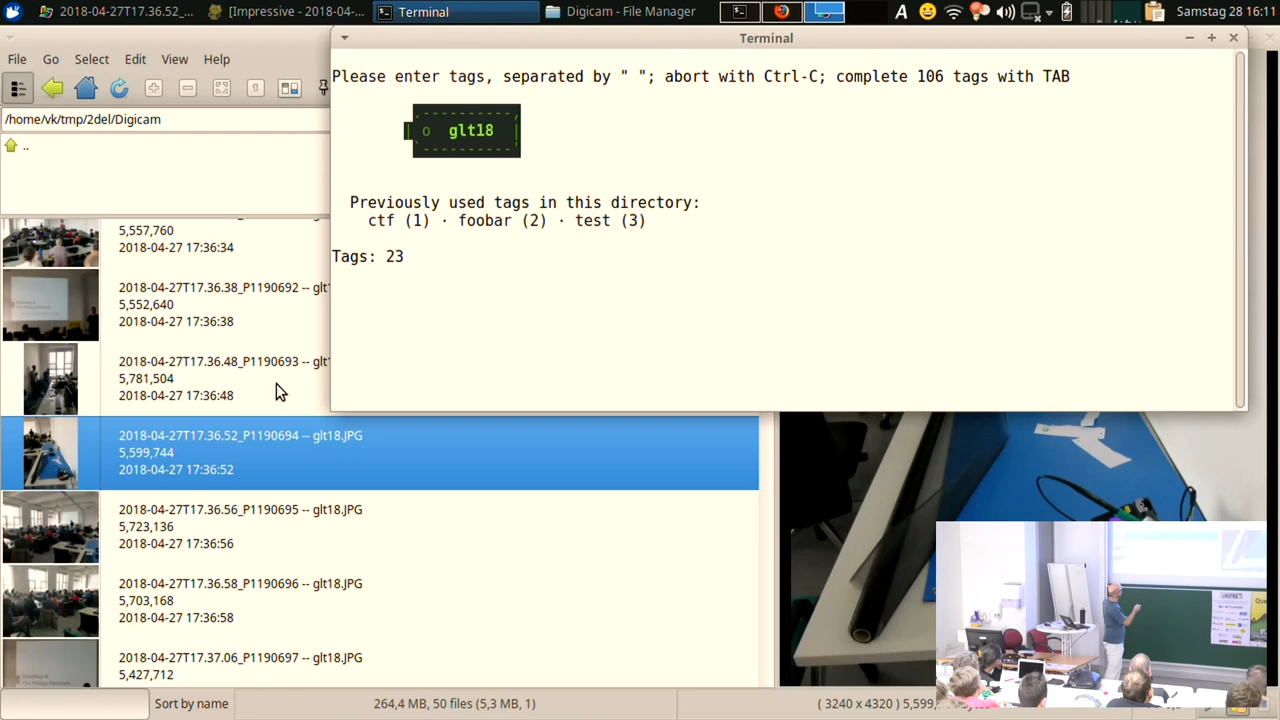 2018-04-27T17.36.52_...
[Impressive - 2018-04-...
Terminal
Digicam - File Manager
A
Samstag 28 16:11
Terminal
File Go Select Edit View Help
/home/vk/tmp/2del/Digicam
..
Please enter tags, separated by " "; abort with Ctrl-C; complete 106 tags with TAB
o glt18
Previously used tags in this directory:
ctf (1) · foobar (2) · test (3)
Tags: 23
5,557,760
2018-04-27 17:36:34
2018-04-27T17.36.38_P1190692 -- glt1
5,552,640
2018-04-27 17:36:38
2018-04-27T17.36.48_P1190693 -- glt1
5,781,504
2018-04-27 17:36:48
2018-04-27T17.36.52_P1190694 -- glt18.JPG
5,599,744
2018-04-27 17:36:52
2018-04-27T17.36.56_P1190695 -- glt18.JPG
5,723,136
2018-04-27 17:36:56
2018-04-27T17.36.58_P1190696 -- glt18.JPG
5,703,168
2018-04-27 17:36:58
2018-04-27T17.37.06_P1190697 -- glt18.JPG
5,427,712
Sort by name
264,4 MB, 50 files (5,3 MB, 1)
( 3240 x 4320 ) 5,599,